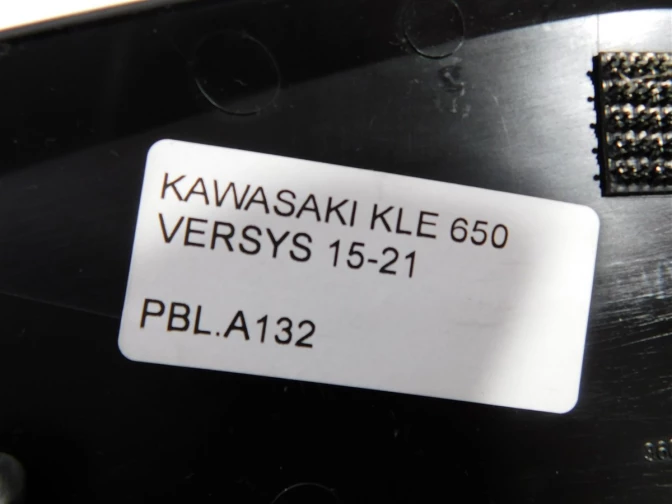 KAWASAKI KLE 650
VERSYS 15-21
PBL.A132